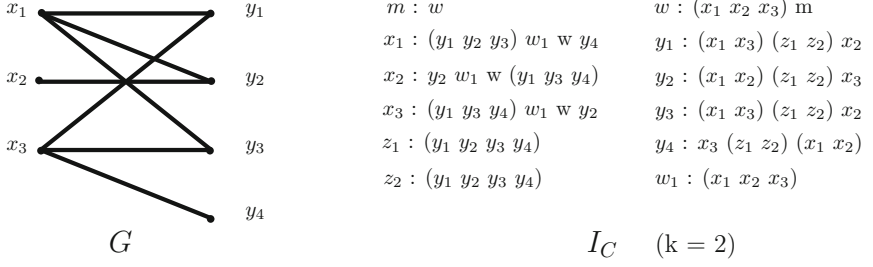 x₁ y₁ m : w w : (x₁ x₂ x₃) m
x₁ : (y₁ y₂ y₃) w₁ w y₄ y₁ : (x₁ x₃) (z₁ z₂) x₂
x₂ y₂ x₂ : y₂ w₁ w (y₁ y₃ y₄) y₂ : (x₁ x₂) (z₁ z₂) x₃
x₃ : (y₁ y₃ y₄) w₁ w y₂ y₃ : (x₁ x₃) (z₁ z₂) x₂
x₃ y₃ z₁ : (y₁ y₂ y₃ y₄) y₄ : x₃ (z₁ z₂) (x₁ x₂)
z₂ : (y₁ y₂ y₃ y₄) w₁ : (x₁ x₂ x₃)
y₄
G I_C (k = 2)